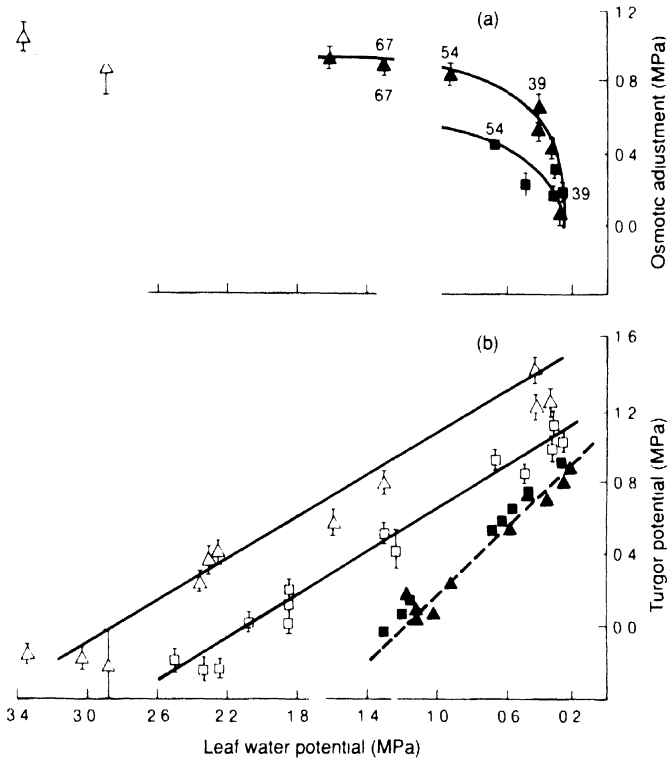 (a)
1 2
0 8
0 4
0 0
Osmotic adjustment (MPa)
67
67
54
54
39
39
(b)
1 6
1 2
0 8
0 4
0 0
Turgor potential (MPa)
3 4 3 0 2 6 2 2 1 8 1 4 1 0 0 6 0 2
Leaf water potential (MPa)